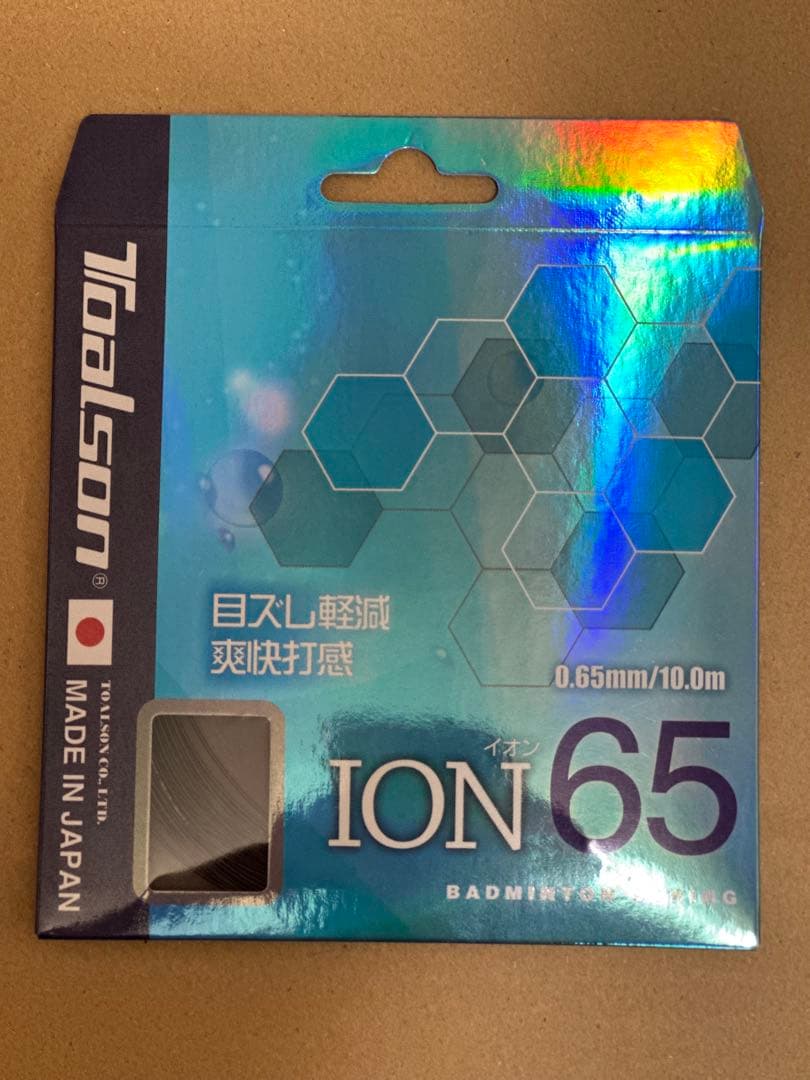 Toalson®
TOALSON CO., LTD.
MADE IN JAPAN
目ズレ軽減
爽快打感
0.65mm/10.0m
イオン
ION 65
BADMINTON STRING